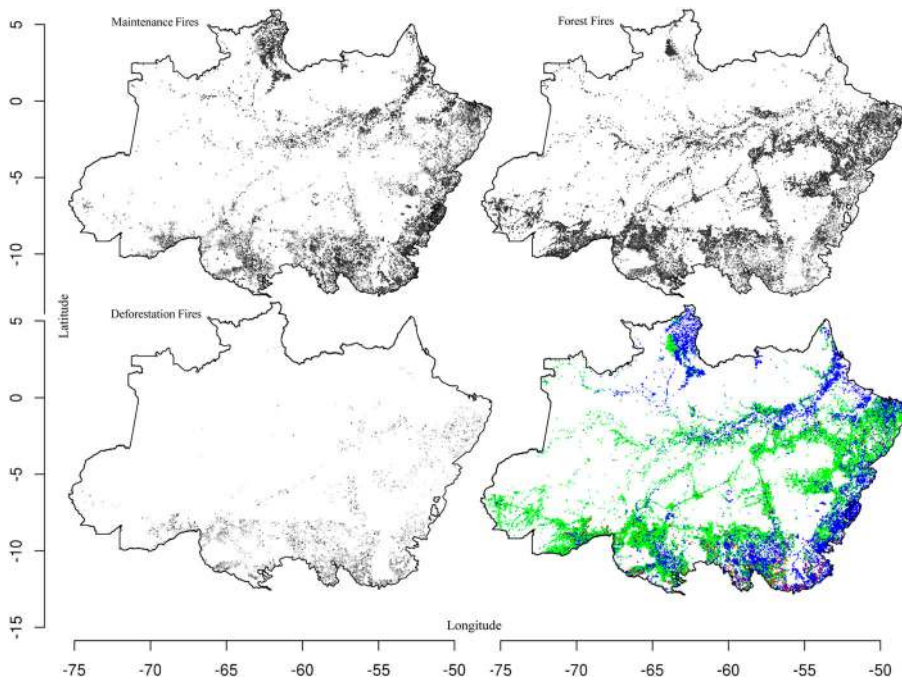 Maintenance Fires
Forest Fires
5
0
-5
-10
Latitude
Deforestation Fires
5
0
-5
-10
-15
Longitude
-75 -70 -65 -60 -55 -50 -75 -70 -65 -60 -55 -50